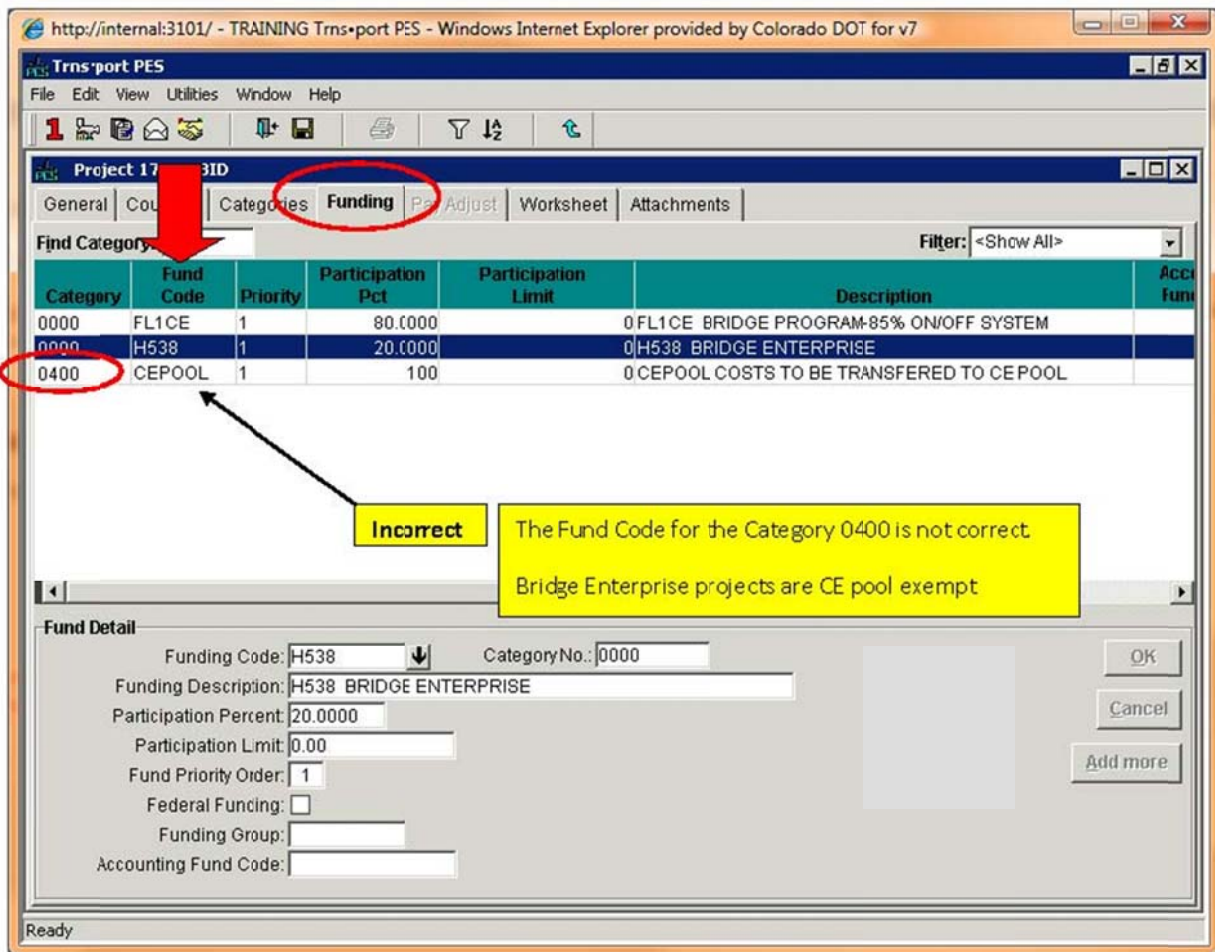 http://internal:3101/ - TRAINING Trns•port PES - Windows Internet Explorer provided by Colorado DOT for v7
Trns•port PES
File Edit View Utilities Window Help
Project 17 3BID
General Cou Categories Funding Pay Adjust Worksheet Attachments
Find Category: Filter: <Show All>
Category Fund Code Priority Participation Pct Participation Limit Description
0000 FL1CE 1 80.0000 0 FL1CE BRIDGE PROGRAM-85% ON/OFF SYSTEM
0000 H538 1 20.0000 0 H538 BRIDGE ENTERPRISE
0400 CEPOOL 1 100 0 CEPOOL COSTS TO BE TRANSFERED TO CE POOL
Incorrect
The Fund Code for the Category 0400 is not correct.
Bridge Enterprise projects are CE pool exempt
Fund Detail
Funding Code: H538 Category No.: 0000
Funding Description: H538 BRIDGE ENTERPRISE
Participation Percent: 20.0000
Participation Limit: 0.00
Fund Priority Order: 1
Federal Funding:
Funding Group:
Accounting Fund Code:
OK
Cancel
Add more
Ready